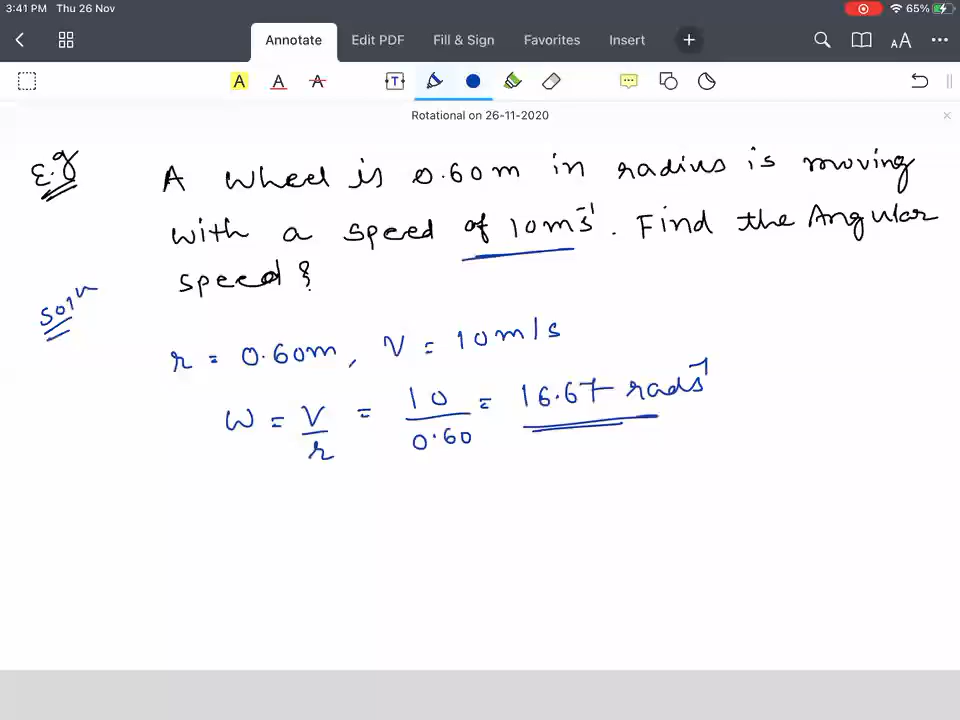 3:41 PM Thu 26 Nov 65%
Annotate Edit PDF Fill & Sign Favorites Insert
Rotational on 26-11-2020
E.g A wheel is 0.60m in radius is moving
with a speed of 10ms⁻¹. Find the Angular
speed?
Solⁿ
r = 0.60m, V = 10m/s
W = V/r = 10/0.60 = 16.67 rads⁻¹